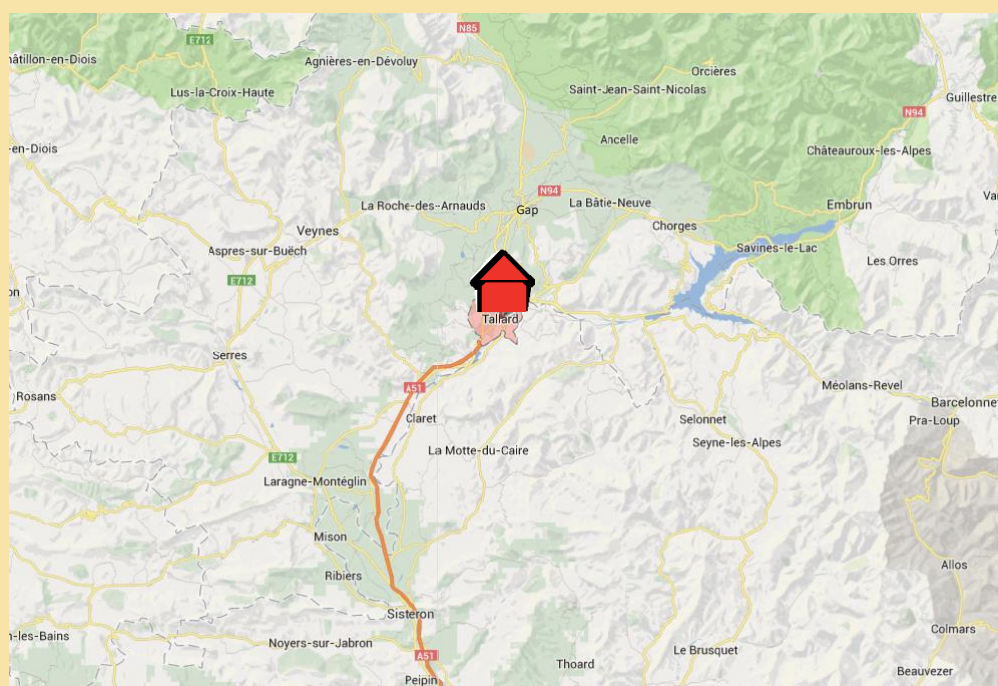 N85
E712
hâtillon-en-Diois
Agnières-en-Dévoluy
Orcières
Lus-la-Croix-Haute
Saint-Jean-Saint-Nicolas
Guillestre
N94
Ancelle
-en-Diois
Châteauroux-les-Alpes
N94
La Roche-des-Arnauds
Gap
La Bâtie-Neuve
Embrun
Chorges
Veynes
Aspres-sur-Buëch
Savines-le-Lac
Les Orres
E712
on
Tallard
Serres
A51
Méolans-Revel
Rosans
Barcelonnet
Claret
Selonnet
Pra-Loup
Seyne-les-Alpes
La Motte-du-Caire
E712
Laragne-Montéglin
Mison
Allos
Ribiers
Sisteron
Colmars
n-les-Bains
Noyers-sur-Jabron
Le Brusquet
A51
Thoard
Beauvezer
Peipin